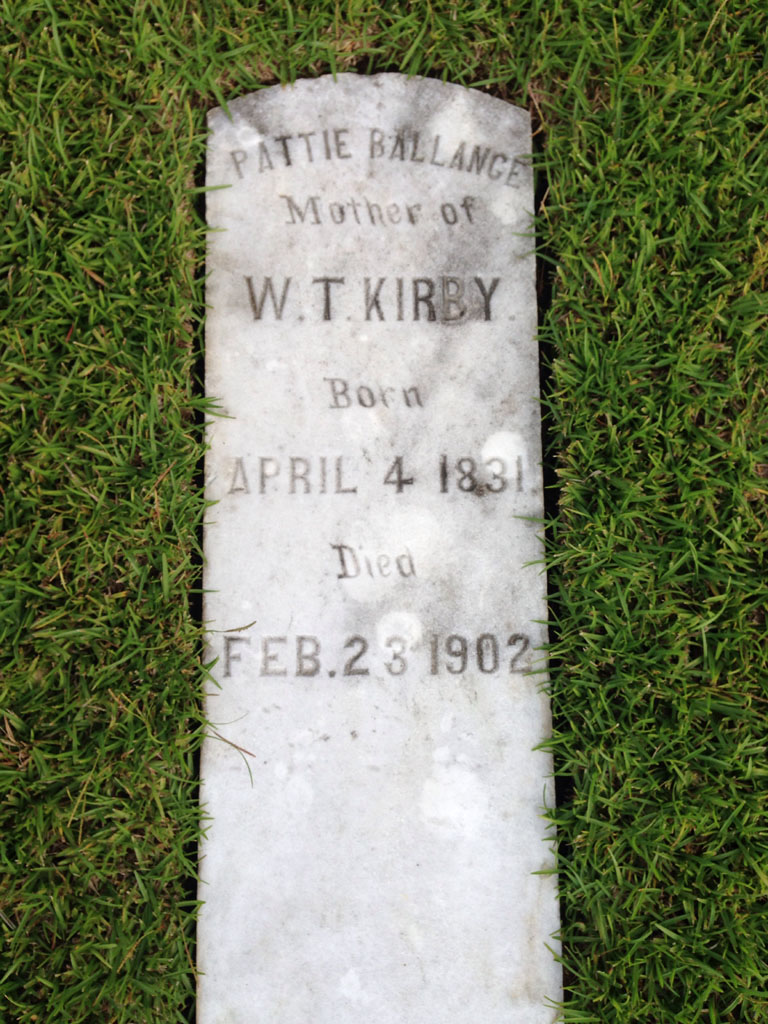 PATTIE BALLANCE
Mother of
W. T. KIRBY.
Born
APRIL 4 1831.
Died
FEB. 23 1902